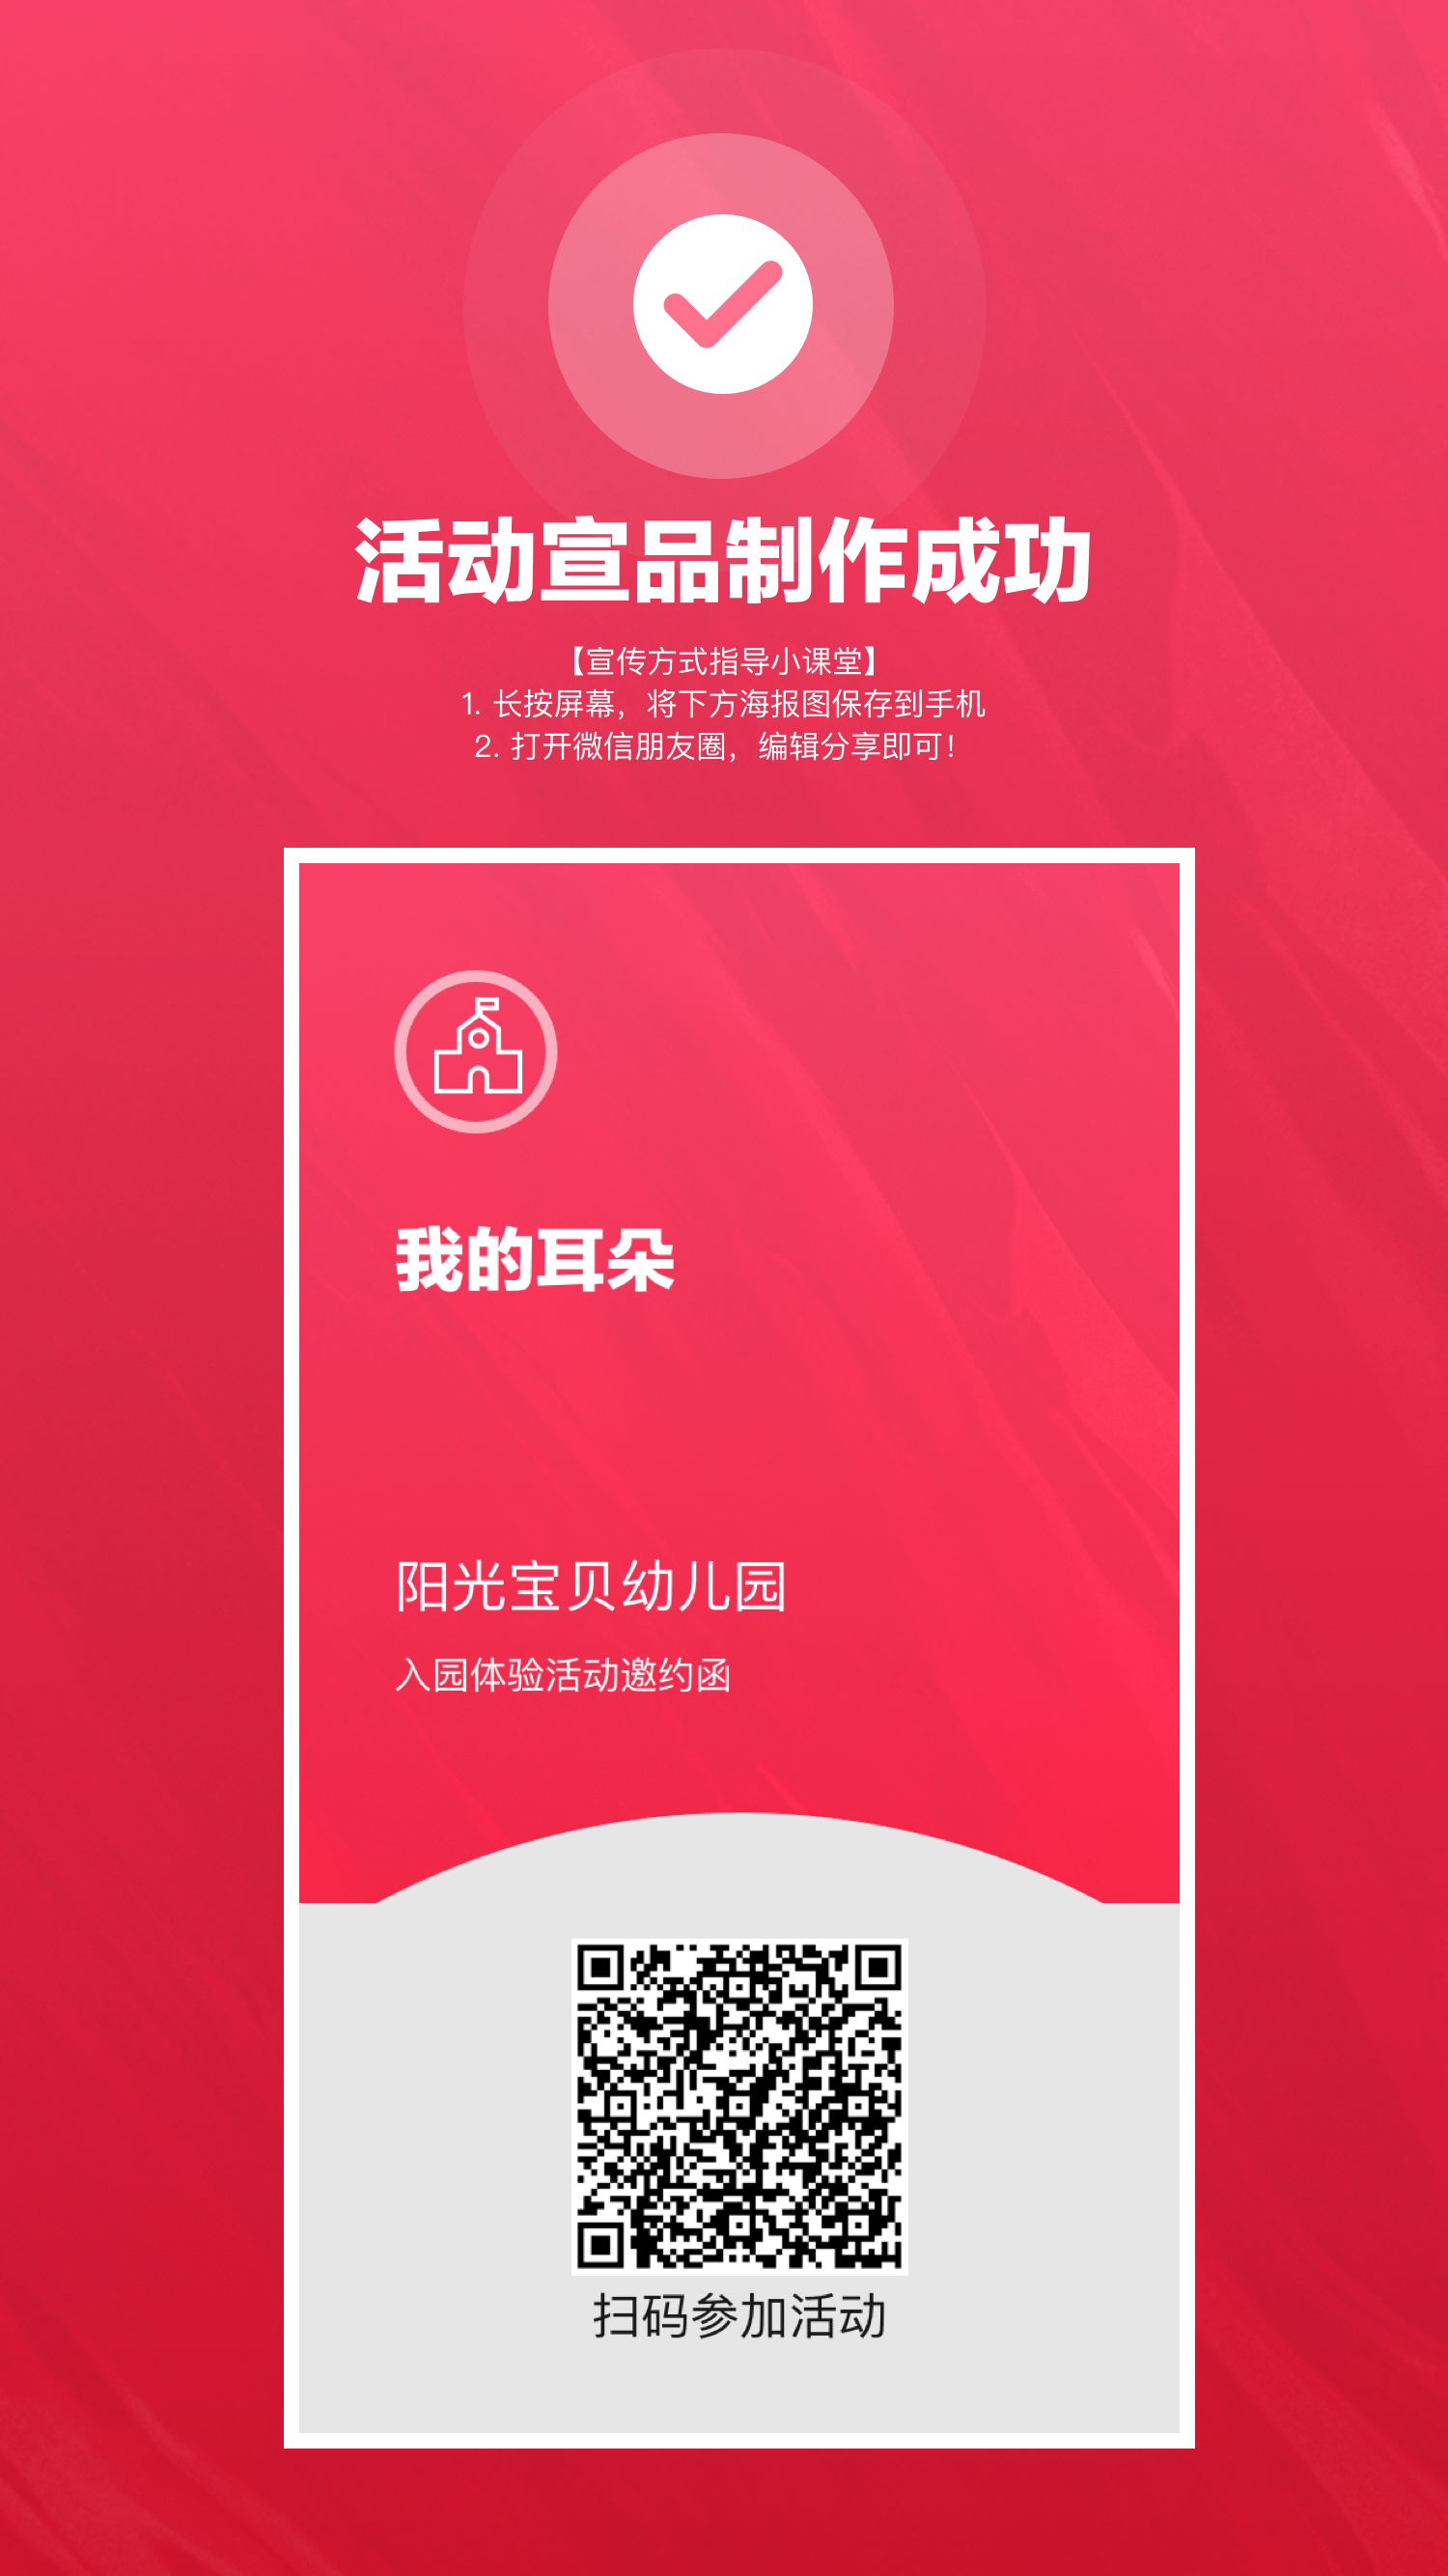 活动宣品制作成功
【宣传方式指导小课堂】
1. 长按屏幕，将下方海报图保存到手机
2. 打开微信朋友圈，编辑分享即可！
我的耳朵
阳光宝贝幼儿园
入园体验活动邀约函
扫码参加活动